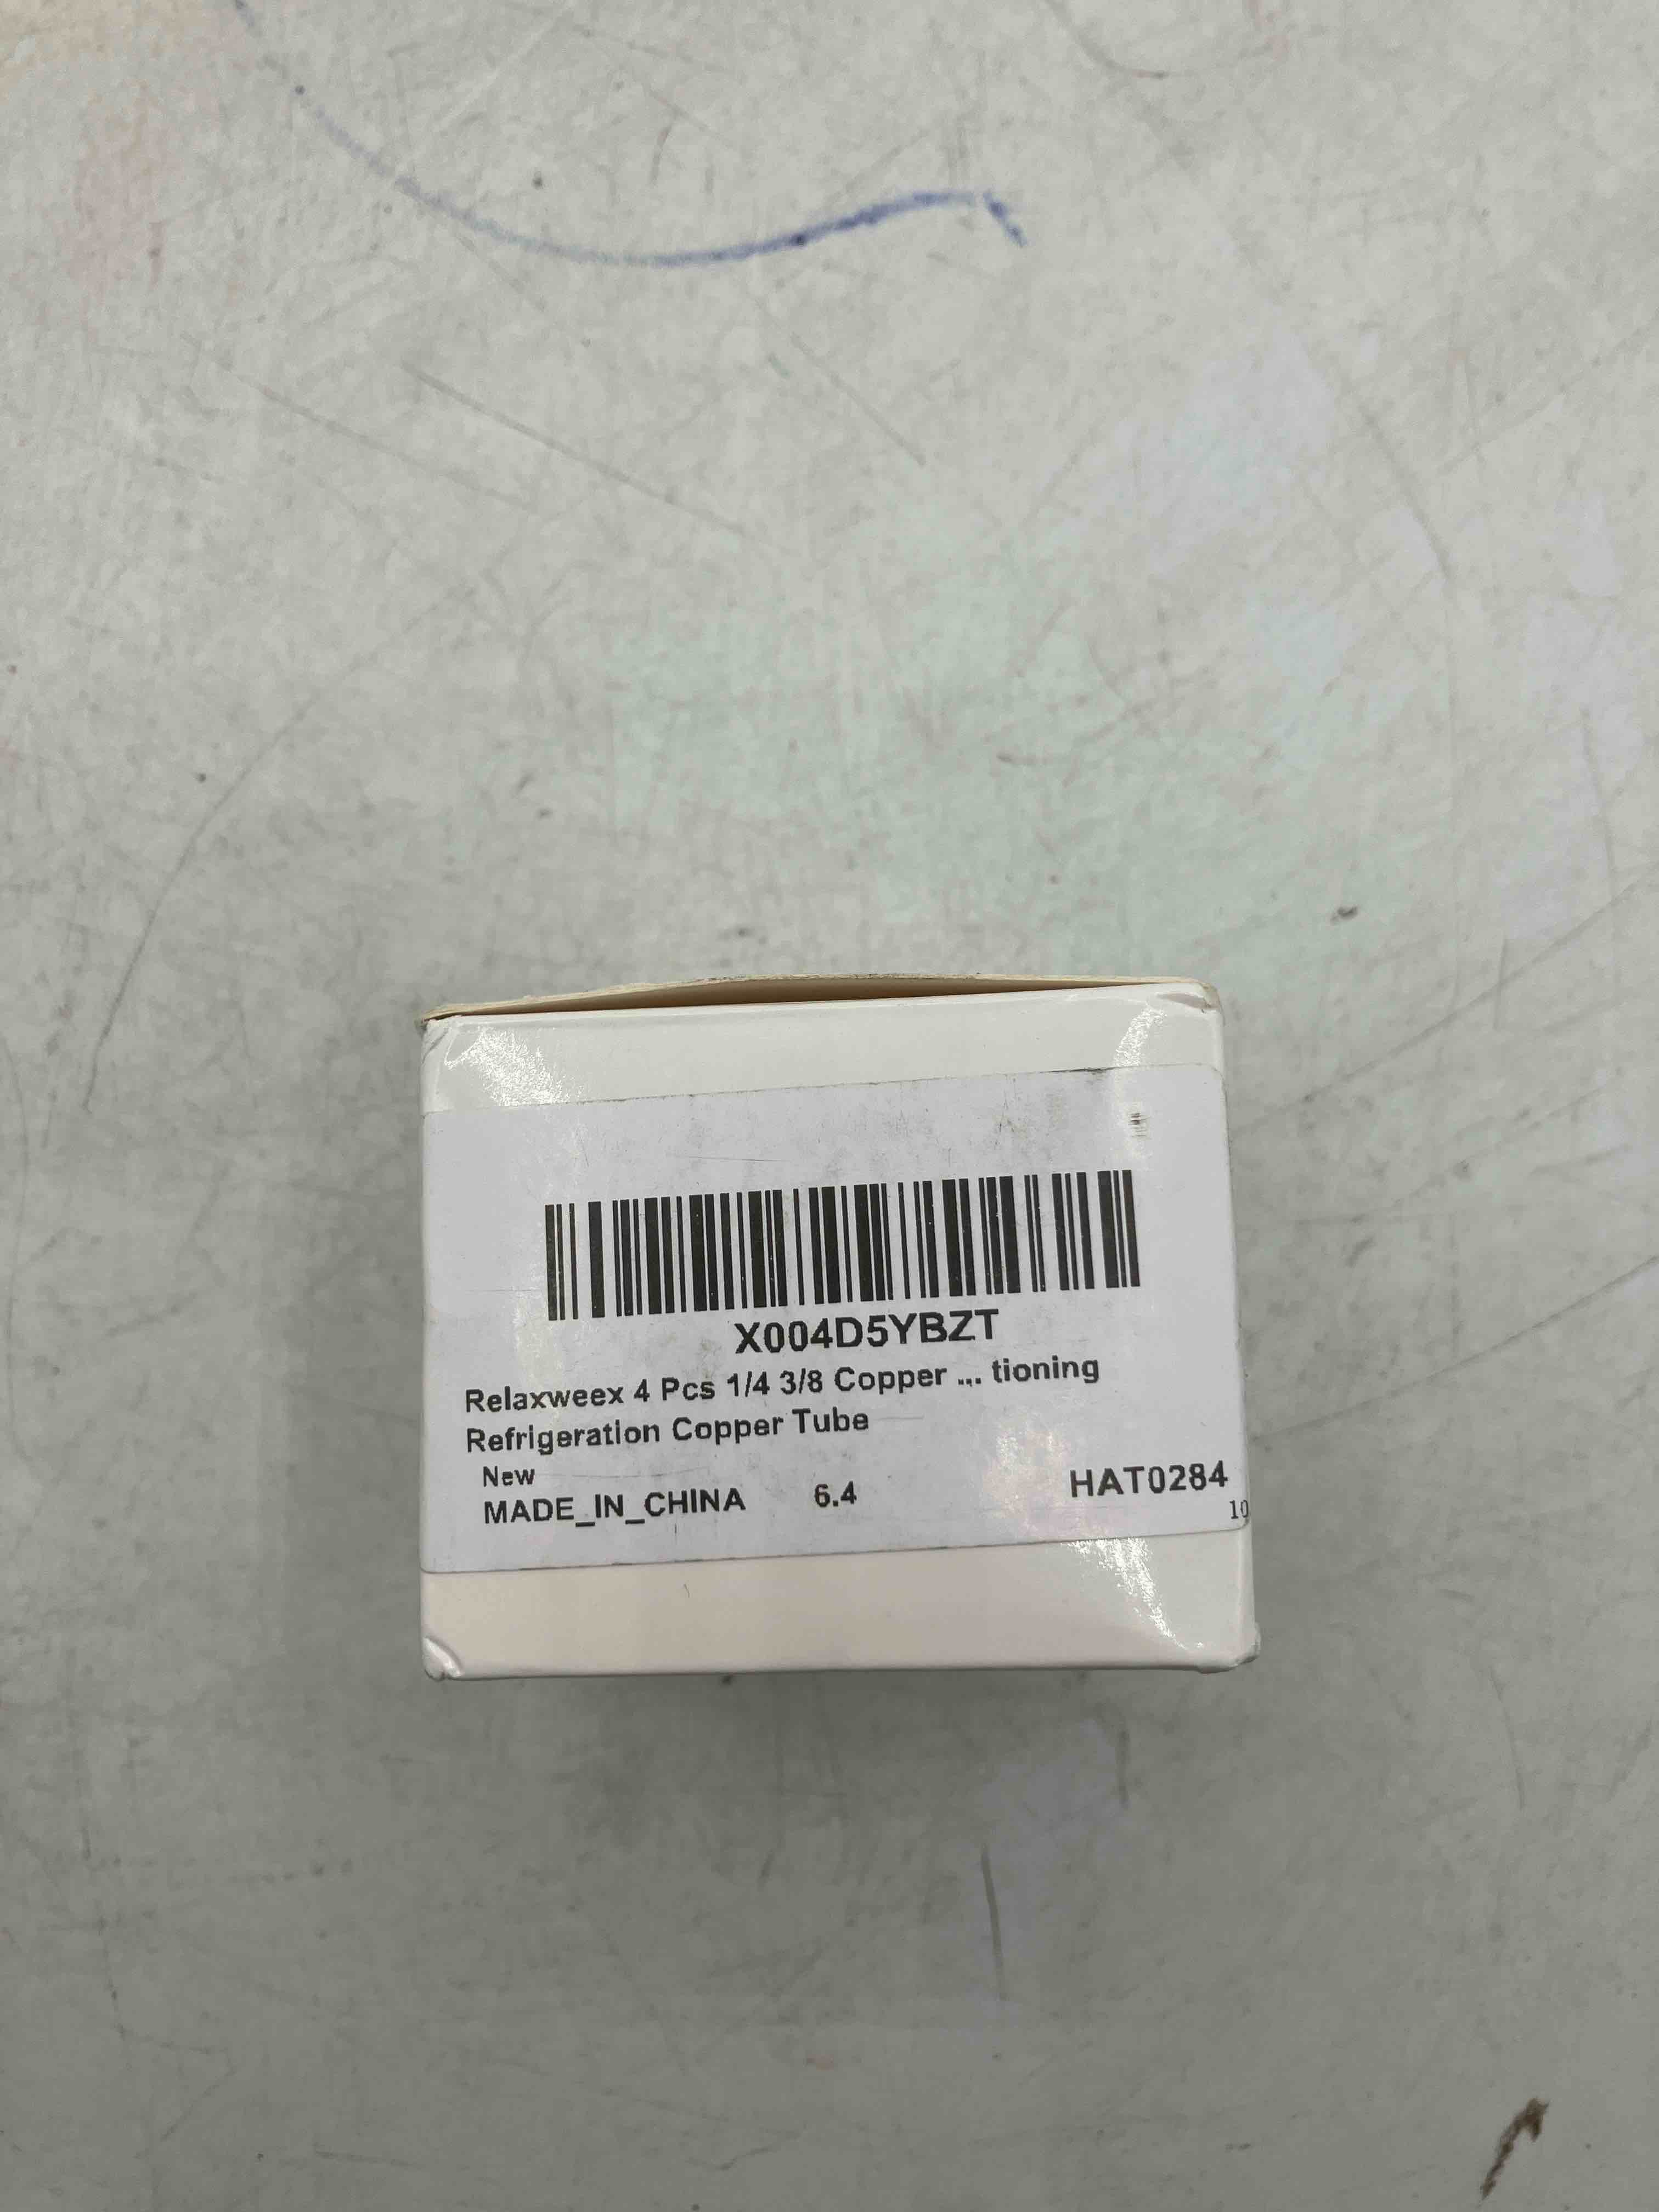 X004D5YBZT
Relaxweex 4 Pcs 1/4 3/8 Copper ... tioning
Refrigeration Copper Tube
New
MADE_IN_CHINA 6.4 HAT0284
10